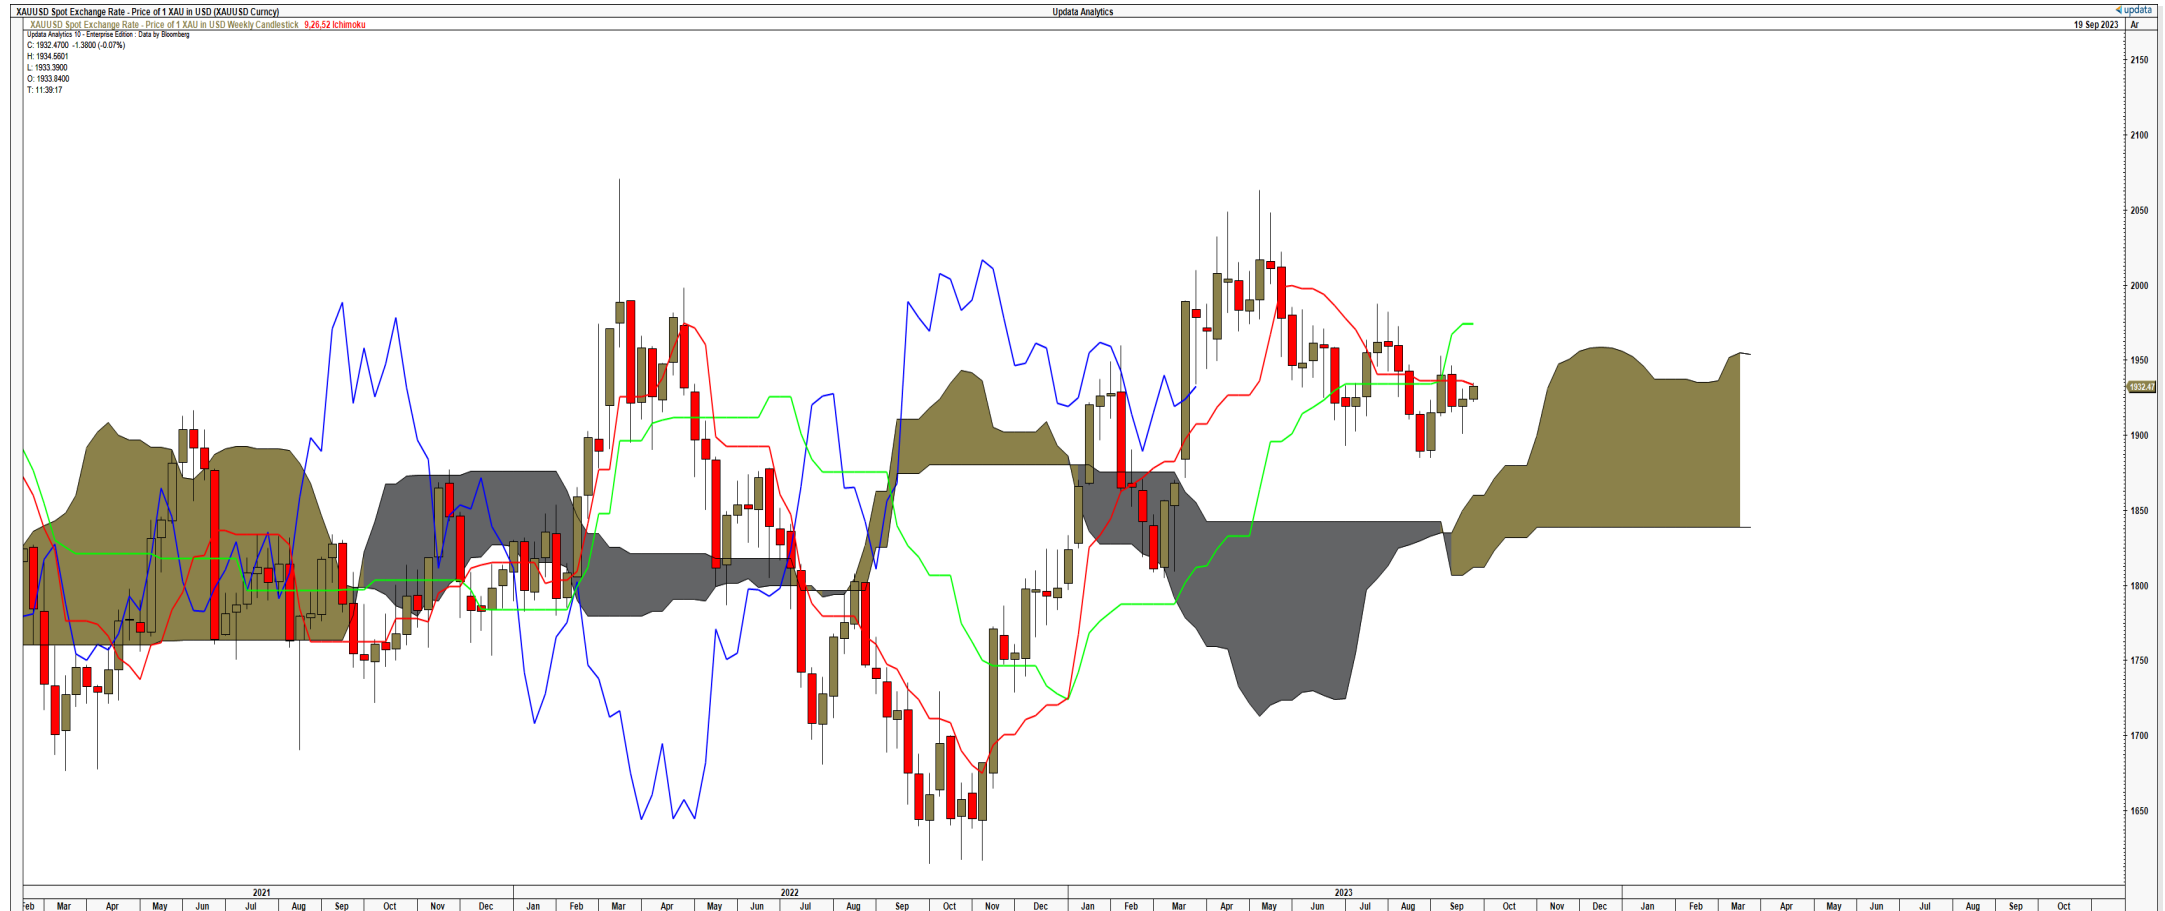 XAUUSD Spot Exchange Rate - Price of 1 XAU in USD (XAUUSD Curncy)
Updata Analytics
updata
XAUUSD Spot Exchange Rate - Price of 1 XAU in USD Weekly Candlestick 9,26,52 Ichimoku
19 Sep 2023
Ar
Updata Analytics 10 - Enterprise Edition : Data by Bloomberg
C: 1932.4700 -1.3800 (-0.07%)
H: 1934.5601
L: 1933.3900
O: 1933.8400
T: 11:39:17
2150
2100
2050
2000
1950
1932.47
1900
1850
1800
1750
1700
1650
2021 2022 2023
Feb Mar Apr May Jun Jul Aug Sep Oct Nov Dec Jan Feb Mar Apr May Jun Jul Aug Sep Oct Nov Dec Jan Feb Mar Apr May Jun Jul Aug Sep Oct Nov Dec Jan Feb Mar Apr May Jun Jul Aug Sep Oct